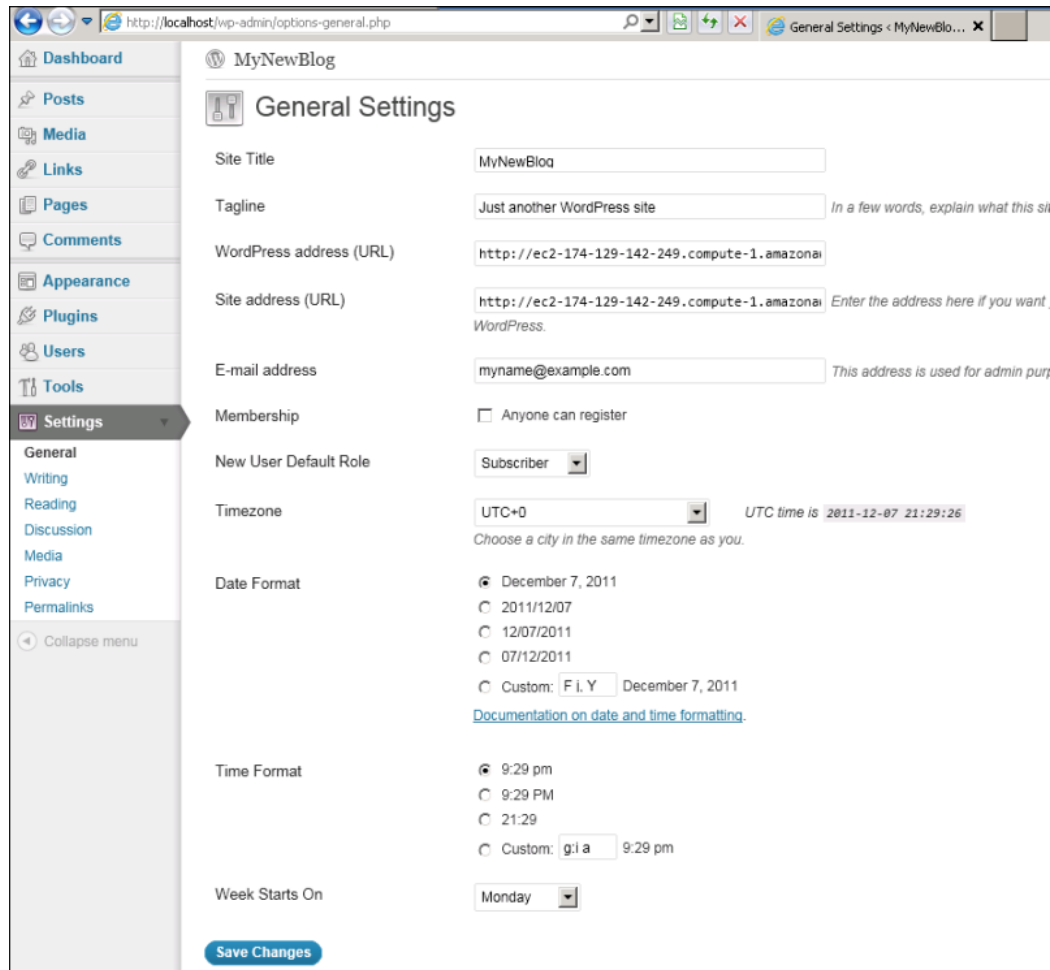 http://localhost/wp-admin/options-general.php
General Settings < MyNewBlo...
Dashboard
Posts
Media
Links
Pages
Comments
Appearance
Plugins
Users
Tools
Settings
General
Writing
Reading
Discussion
Media
Privacy
Permalinks
Collapse menu
MyNewBlog
General Settings
Site Title MyNewBlog
Tagline Just another WordPress site In a few words, explain what this
WordPress address (URL) http://ec2-174-129-142-249.compute-1.amazona
Site address (URL) http://ec2-174-129-142-249.compute-1.amazona Enter the address here if you want
WordPress.
E-mail address myname@example.com This address is used for admin
Membership Anyone can register
New User Default Role Subscriber
Timezone UTC+0 UTC time is 2011-12-07 21:29:26
Choose a city in the same timezone as you.
Date Format December 7, 2011
2011/12/07
12/07/2011
07/12/2011
Custom: F j, Y December 7, 2011
Documentation on date and time formatting.
Time Format 9:29 pm
9:29 PM
21:29
Custom: g:i a 9:29 pm
Week Starts On Monday
Save Changes